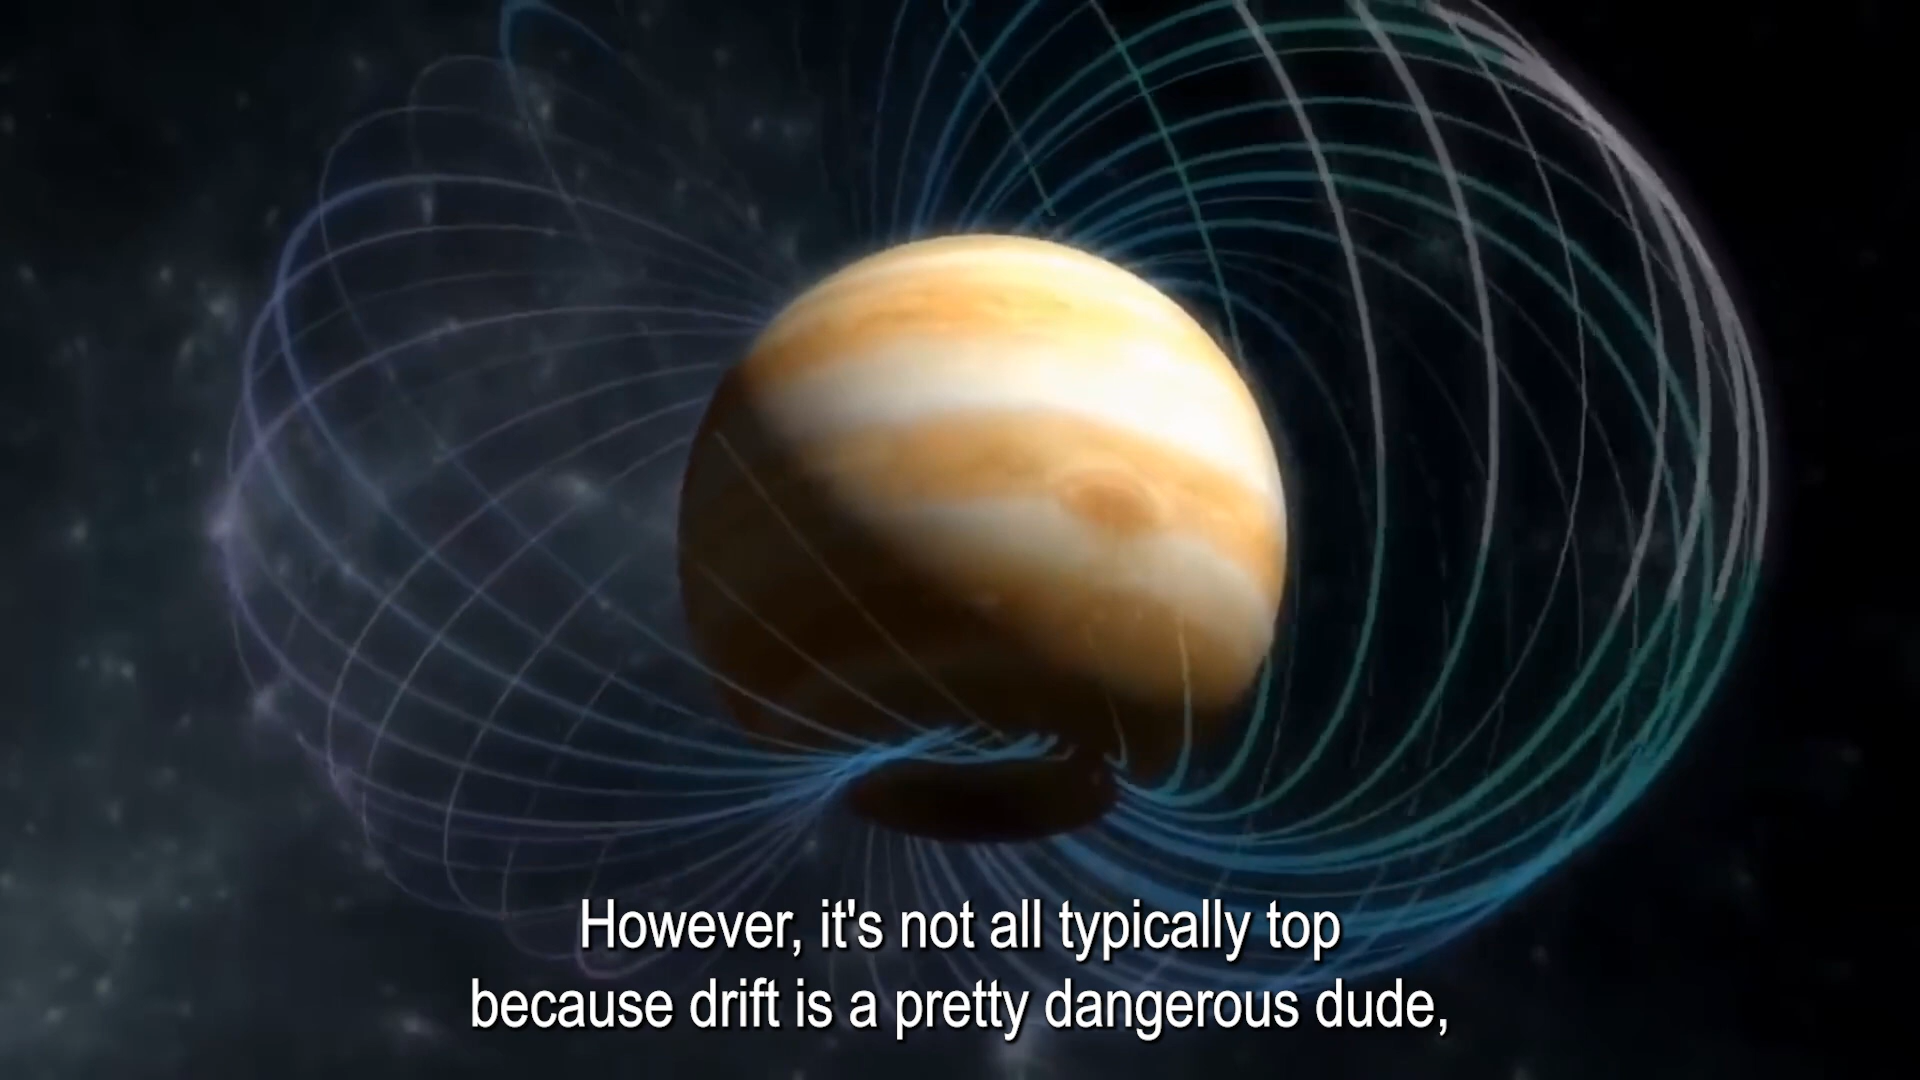 However, it's not all typically top
because drift is a pretty dangerous dude,